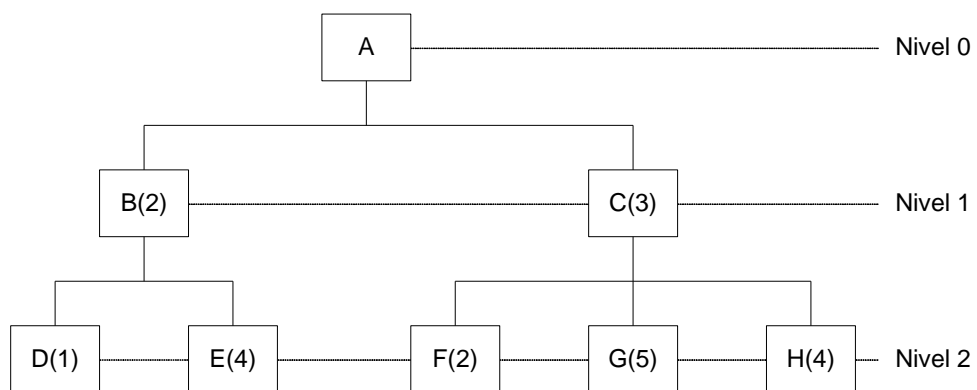 A Nivel 0
B(2) C(3) Nivel 1
D(1) E(4) F(2) G(5) H(4) Nivel 2